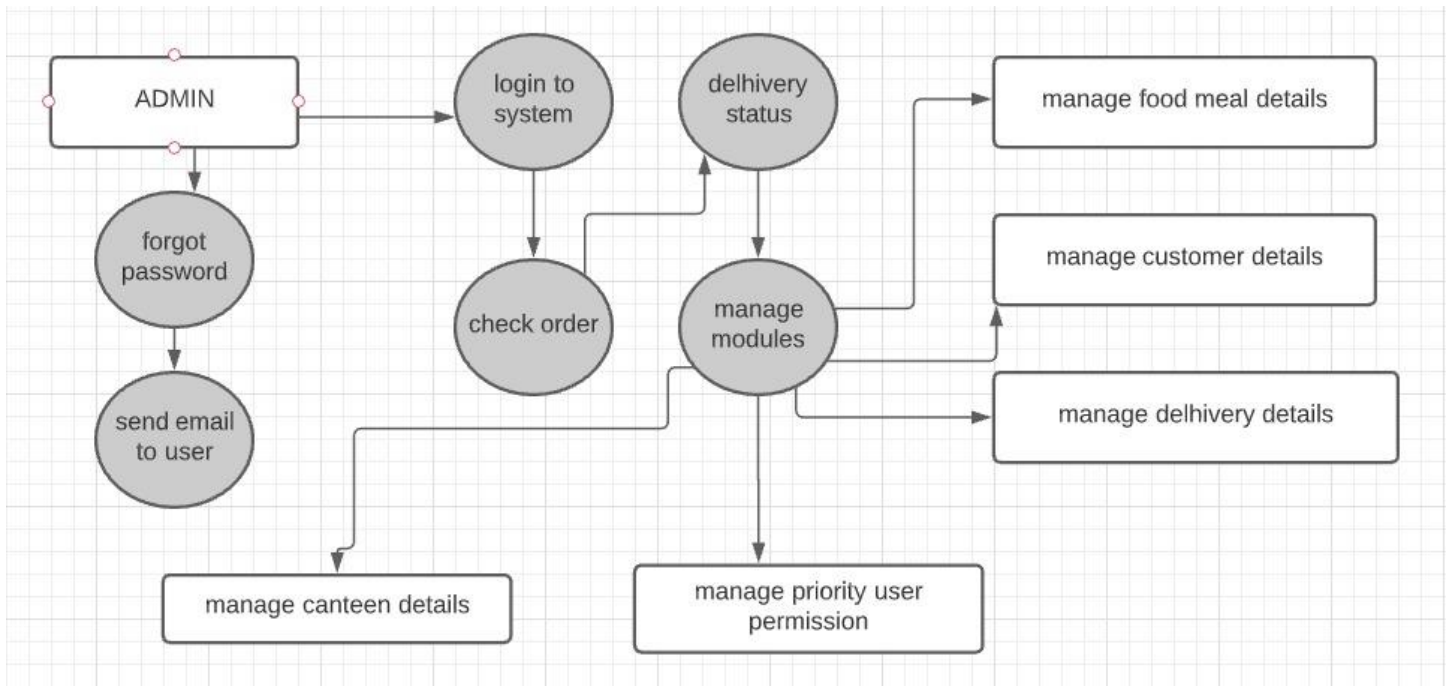 ADMIN
login to
system
delhivery
status
manage food meal details
forgot
password
manage customer details
check order
manage
modules
send email
to user
manage delhivery details
manage canteen details
manage priority user
permission